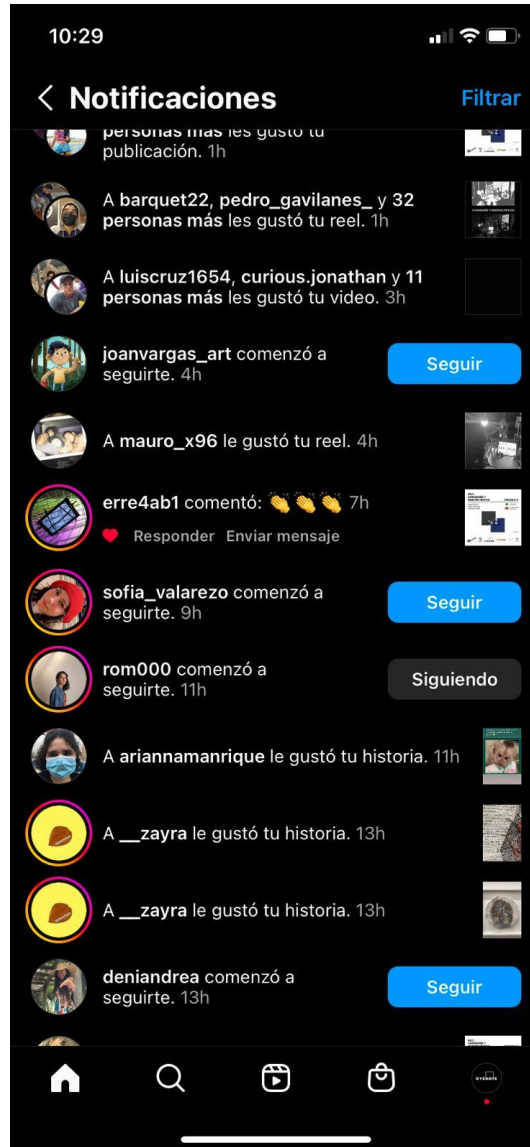 10:29
Notificaciones
Filtrar
personas más les gustó tu
publicación. 1h
A barquet22, pedro_gavilanes_ y 32
personas más les gustó tu reel. 1h
A luiscruz1654, curious.jonathan y 11
personas más les gustó tu video. 3h
joanvargas_art comenzó a
seguirte. 4h
Seguir
A mauro_x96 le gustó tu reel. 4h
erre4ab1 comentó: 👏👏👏 7h
Responder Enviar mensaje
sofia_valarezo comenzó a
seguirte. 9h
Seguir
rom000 comenzó a
seguirte. 11h
Siguiendo
A ariannamanrique le gustó tu historia. 11h
A __zayra le gustó tu historia. 13h
A __zayra le gustó tu historia. 13h
deniandrea comenzó a
seguirte. 13h
Seguir